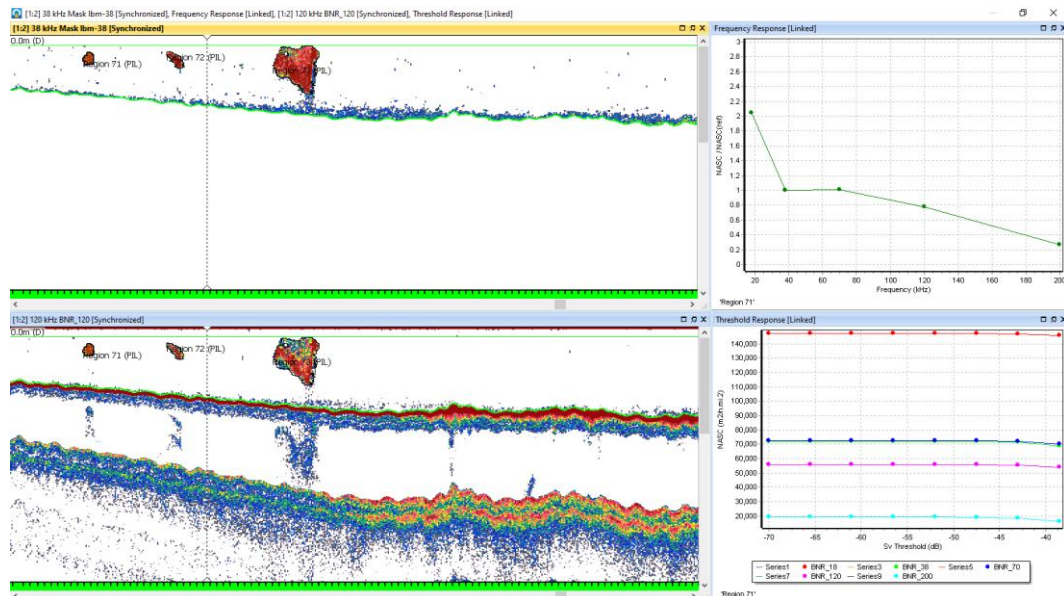 [1:2] 38 kHz Mask lbm-38 [Synchronized], Frequency Response [Linked], [1:2] 120 kHz BNR_120 [Synchronized], Threshold Response [Linked]
[1:2] 38 kHz Mask lbm-38 [Synchronized]
0.0m (D)
Region 71 (PIL)
Region 72 (PIL)
Frequency Response [Linked]
3
2.8
2.6
2.4
2.2
2
1.8
1.6
1.4
1.2
1
0.8
0.6
0.4
0.2
0
NASC / NASC(ref)
20 40 60 80 100 120 140 160 180 200
Frequency (kHz)
'Region 71'
[1:2] 120 kHz BNR_120 [Synchronized]
0.0m (D)
Region 71 (PIL)
Region 72 (PIL)
Threshold Response [Linked]
140,000
130,000
120,000
110,000
100,000
90,000
80,000
70,000
60,000
50,000
40,000
30,000
20,000
NASC (m2/n.mi.2)
-70 -65 -60 -55 -50 -45 -40
Sv Threshold (dB)
Series1 BNR_18 Series3 BNR_38 Series5 BNR_70
Series7 BNR_120 Series9 BNR_200
'Region 71'